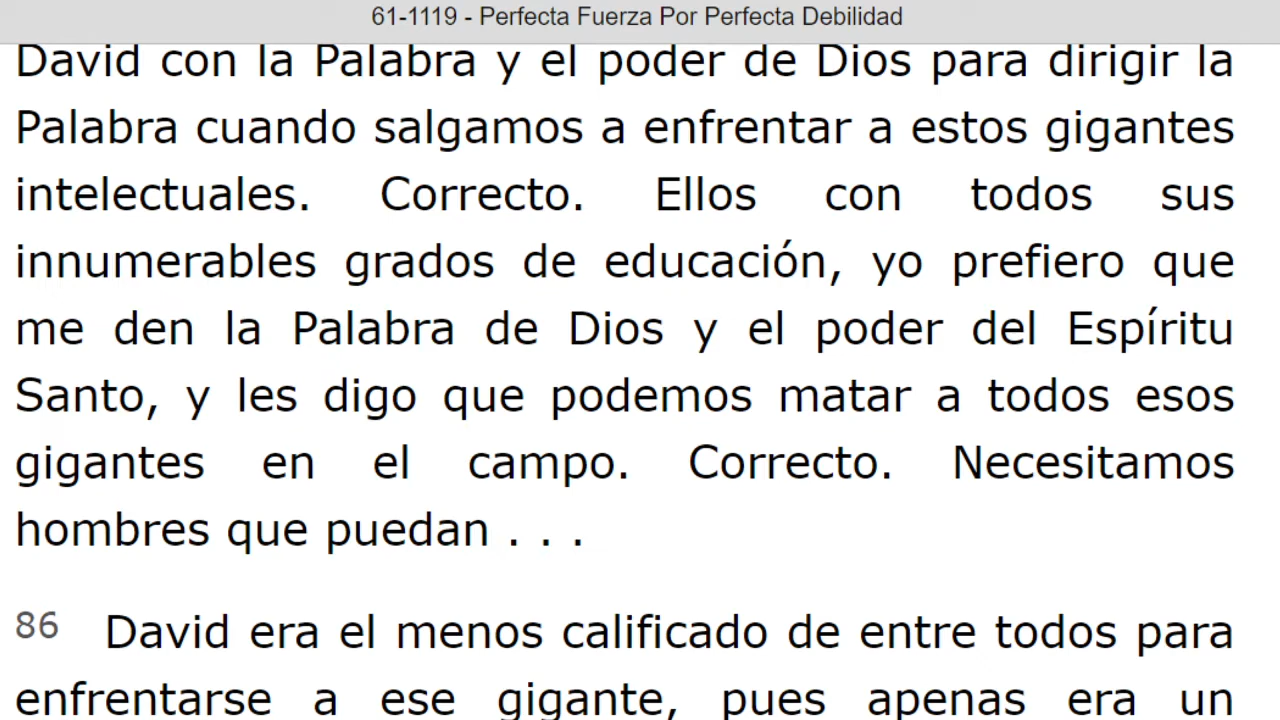 61-1119 - Perfecta Fuerza Por Perfecta Debilidad
David con la Palabra y el poder de Dios para dirigir la
Palabra cuando salgamos a enfrentar a estos gigantes
intelectuales. Correcto. Ellos con todos sus
innumerables grados de educación, yo prefiero que
me den la Palabra de Dios y el poder del Espíritu
Santo, y les digo que podemos matar a todos esos
gigantes en el campo. Correcto. Necesitamos
hombres que puedan . . .
86 David era el menos calificado de entre todos para
enfrentarse a ese gigante, pues apenas era un